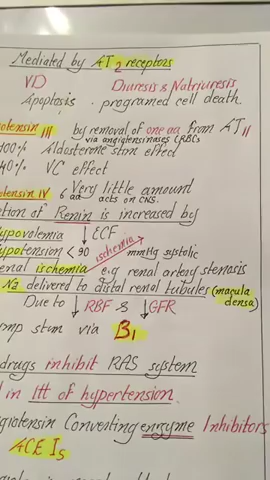 Mediated by AT2 receptors
VD Diuresis & Natriuresis
Apoptosis . programed cell death.
otensin III by removal of one aa from AT II
via angiotensinases (RBCs
100% Aldosterone stim effect
40% VC effect
otensin IV 6 aa Very little amount
acts on CNS.
etion of Renin is increased by
ypovolemia ↓ ECF
ypotension < 90 mmHg systolic
ischemia
enal ischemia e.g renal artery stenosis
Na delivered to distal renal tubules (macula
densa)
Due to ↓ RBF & ↓ GFR
mp stim via B1
drugs inhibit RAS system
d in ttt of hypertension.
giotensin Converting enzyme Inhibitors
ACE Is